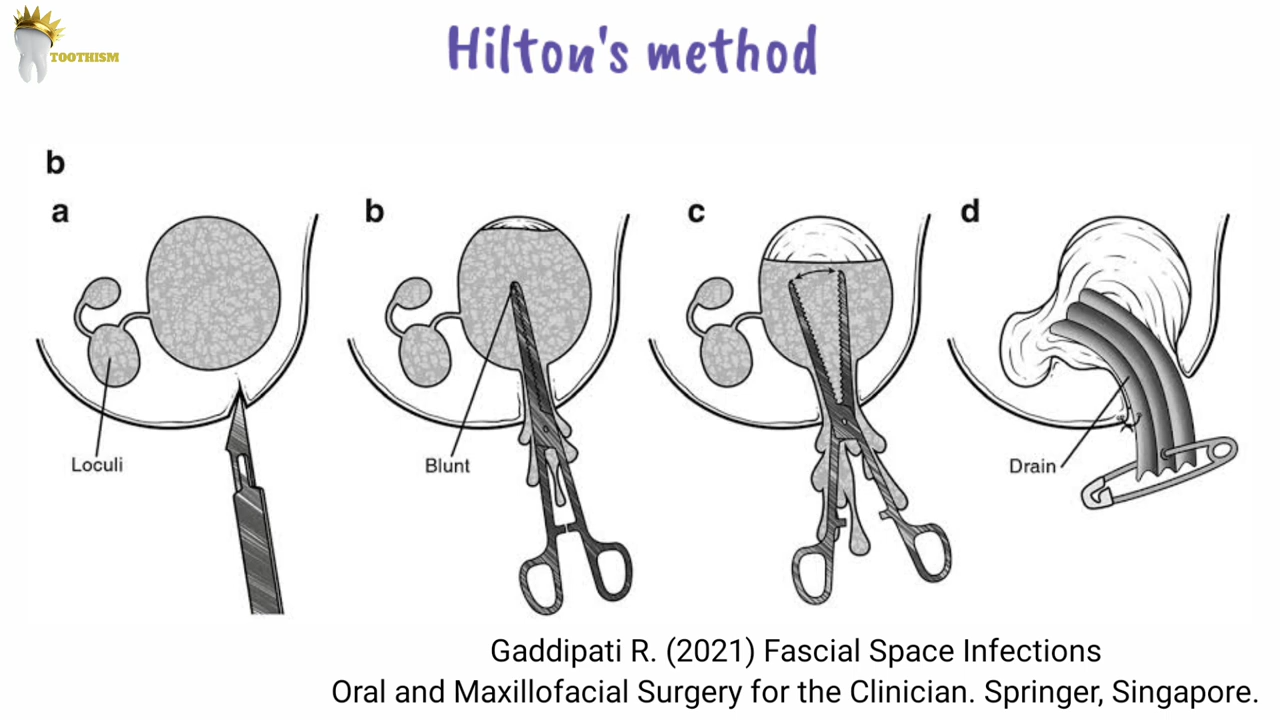 TOOTHISM
Hilton's method
b
a
b
c
d
Loculi
Blunt
Drain
Gaddipati R. (2021) Fascial Space Infections
Oral and Maxillofacial Surgery for the Clinician. Springer, Singapore.